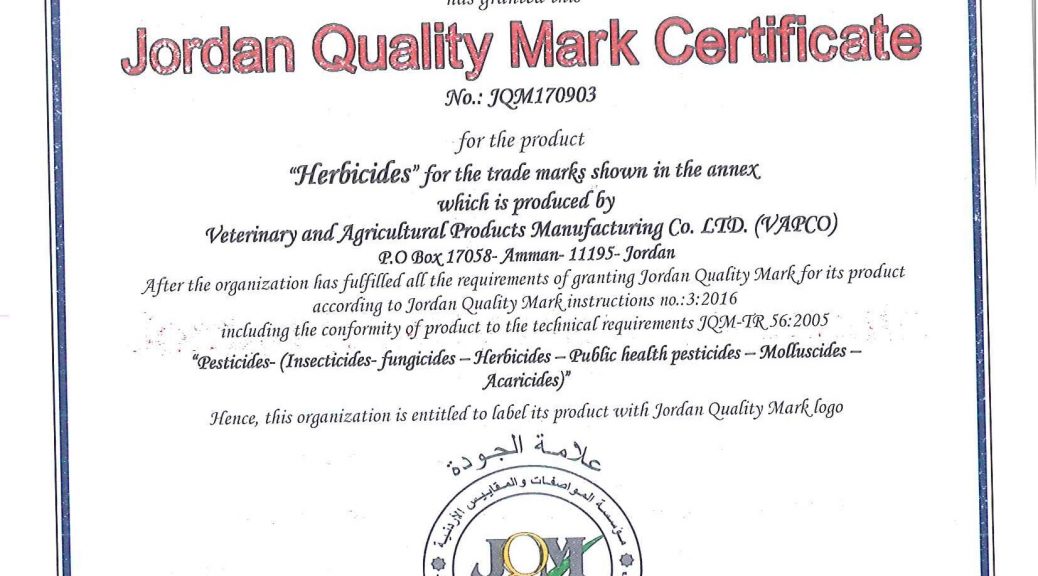 has granted this
Jordan Quality Mark Certificate
No.: JQM170903
for the product
“Herbicides” for the trade marks shown in the annex
which is produced by
Veterinary and Agricultural Products Manufacturing Co. LTD. (VAPCO)
P.O Box 17058- Amman- 11195- Jordan
After the organization has fulfilled all the requirements of granting Jordan Quality Mark for its product
according to Jordan Quality Mark instructions no.:3:2016
including the conformity of product to the technical requirements JQM-TR 56:2005
“Pesticides- (Insecticides- fungicides – Herbicides – Public health pesticides – Molluscides –
Acaricides)”
Hence, this organization is entitled to label its product with Jordan Quality Mark logo
علامة الجودة
مؤسسة المواصفات والمقاييس الأردنية
JQM